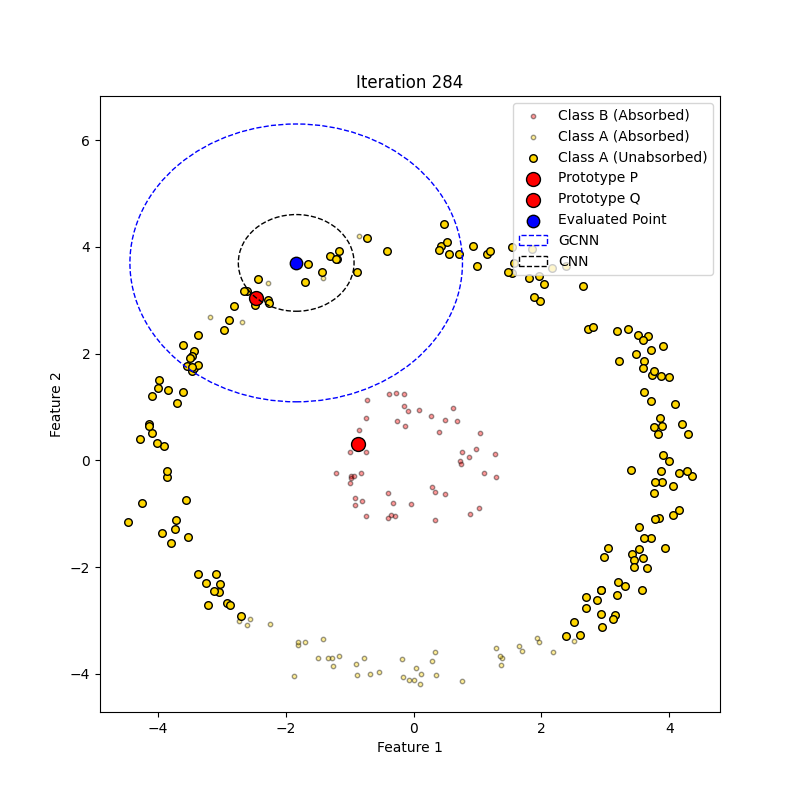 Iteration 284
Class B (Absorbed)
Class A (Absorbed)
Class A (Unabsorbed)
Prototype P
Prototype Q
Evaluated Point
GCNN
CNN
6
4
2
0
−2
−4
Feature 2
−4
−2
0
2
4
Feature 1